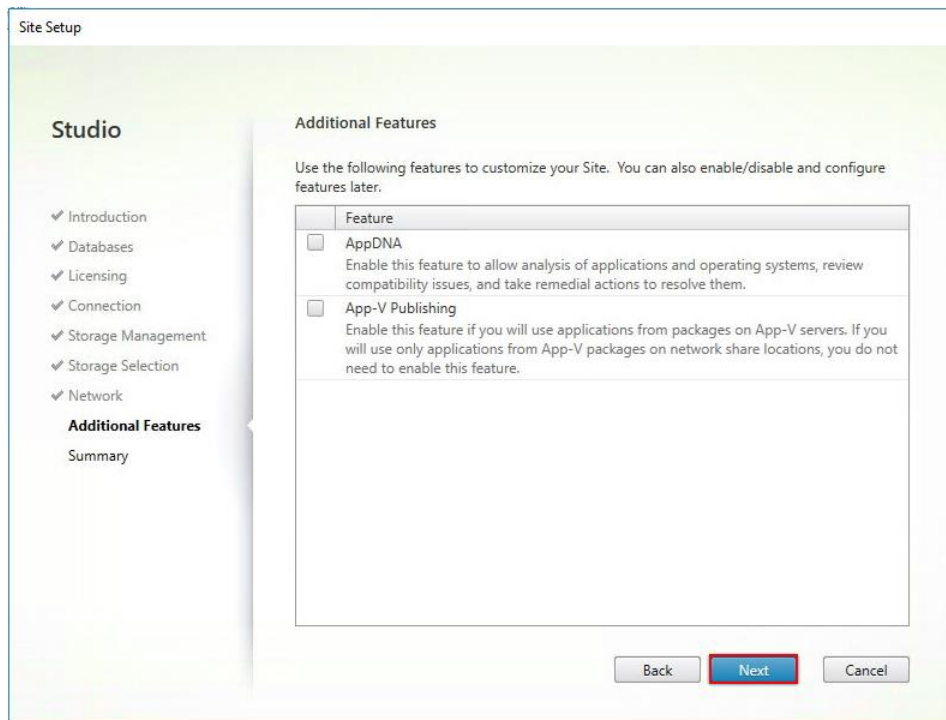 Site Setup
Studio
Introduction
Databases
Licensing
Connection
Storage Management
Storage Selection
Network
Additional Features
Summary
Additional Features
Use the following features to customize your Site. You can also enable/disable and configure
features later.
Feature
AppDNA
Enable this feature to allow analysis of applications and operating systems, review
compatibility issues, and take remedial actions to resolve them.
App-V Publishing
Enable this feature if you will use applications from packages on App-V servers. If you
will use only applications from App-V packages on network share locations, you do not
need to enable this feature.
Back
Next
Cancel